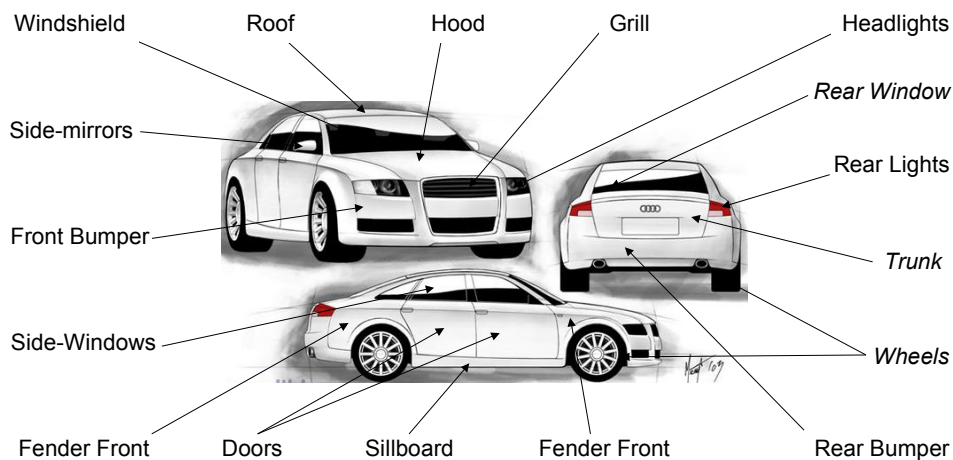 Windshield Roof Hood Grill Headlights
Rear Window
Side-mirrors
Rear Lights
Front Bumper
Trunk
Side-Windows
Wheels
Fender Front Doors Sillboard Fender Front Rear Bumper